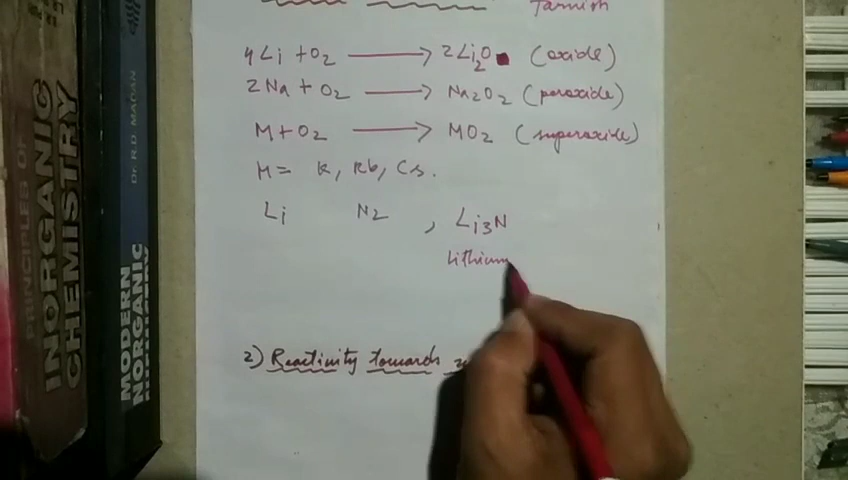 Tarnish
4Li + O2 → 2Li2O (oxide)
2Na + O2 → Na2O2 (peroxide)
M + O2 → MO2 (superoxide)
M = K, Rb, Cs.
Li N2 , Li3N
Lithium
2) Reactivity towards
PRINCIPLES OF
INORGANIC
CHEMISTRY
MODERN
INORGANIC
Dr. R.D. MADAN